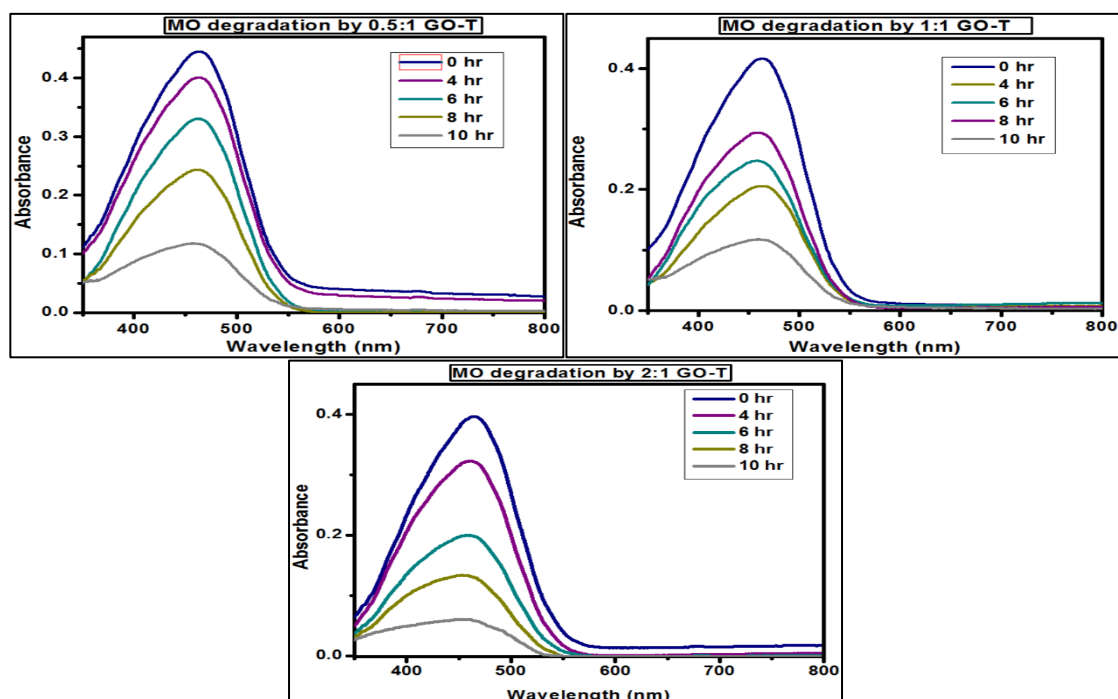 MO degradation by 0.5:1 GO-T
0 hr
4 hr
6 hr
8 hr
10 hr
0.4
0.3
0.2
0.1
0.0
Absorbance
400 500 600 700 800
Wavelength (nm)
MO degradation by 1:1 GO-T
0 hr
4 hr
6 hr
8 hr
10 hr
0.4
0.2
0.0
Absorbance
400 500 600 700 800
Wavelength (nm)
MO degradation by 2:1 GO-T
0 hr
4 hr
6 hr
8 hr
10 hr
0.4
0.2
0.0
Absorbance
400 500 600 700 800
Wavelength (nm)